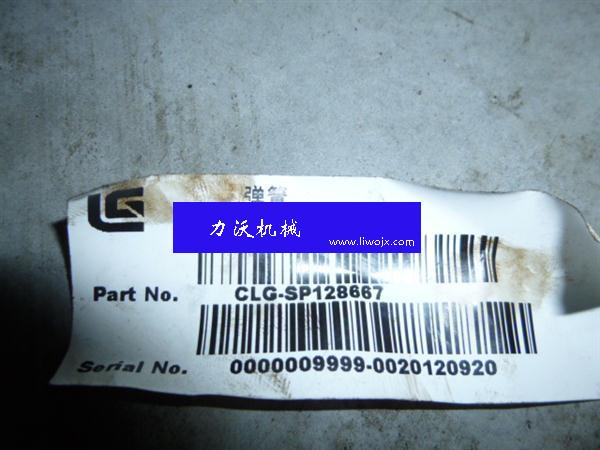 弹簧
力沃机械
www.liwojx.com
Part No. CLG-SP128667
Serial No. 0000009999-0020120920